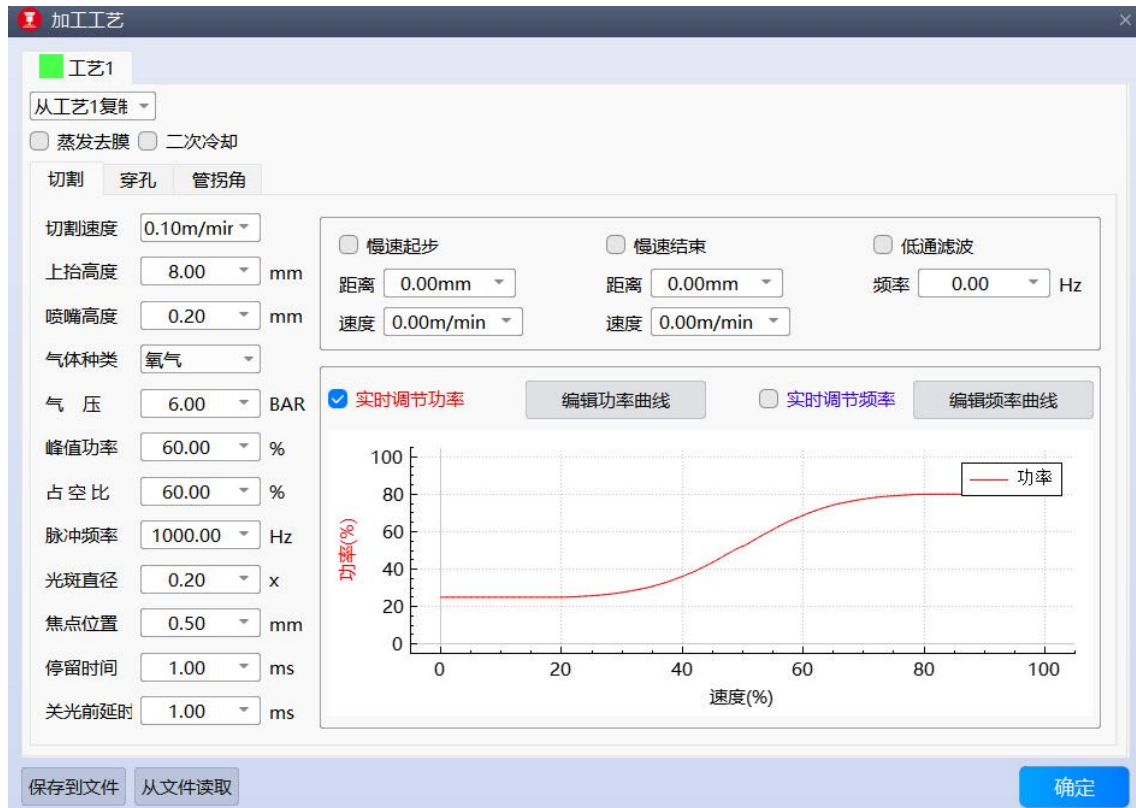 加工工艺
工艺1
从工艺1复制
蒸发去膜 二次冷却
切割 穿孔 管拐角
切割速度 0.10m/min
上抬高度 8.00 mm
喷嘴高度 0.20 mm
气体种类 氧气
气 压 6.00 BAR
峰值功率 60.00 %
占 空 比 60.00 %
脉冲频率 1000.00 Hz
光斑直径 0.20 x
焦点位置 0.50 mm
停留时间 1.00 ms
关光前延时 1.00 ms
慢速起步 慢速结束 低通滤波
距离 0.00mm 距离 0.00mm 频率 0.00 Hz
速度 0.00m/min 速度 0.00m/min
实时调节功率 编辑功率曲线 实时调节频率 编辑频率曲线
功率
功率(%)
100
80
60
40
20
0
0 20 40 60 80 100
速度(%)
保存到文件 从文件读取 确定